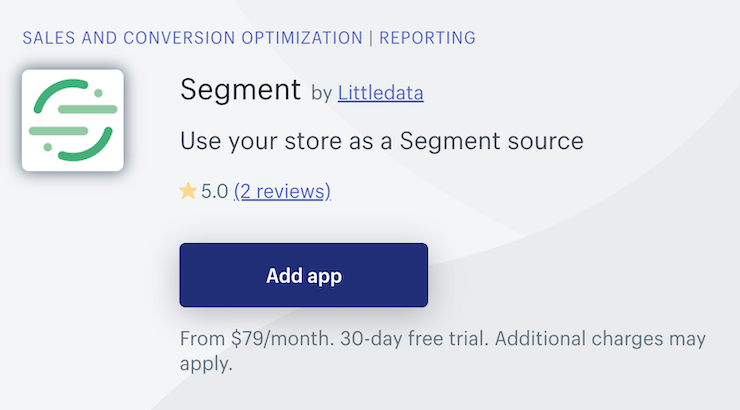 SALES AND CONVERSION OPTIMIZATION | REPORTING
Segment by Littledata
Use your store as a Segment source
5.0 (2 reviews)
Add app
From $79/month. 30-day free trial. Additional charges may
apply.